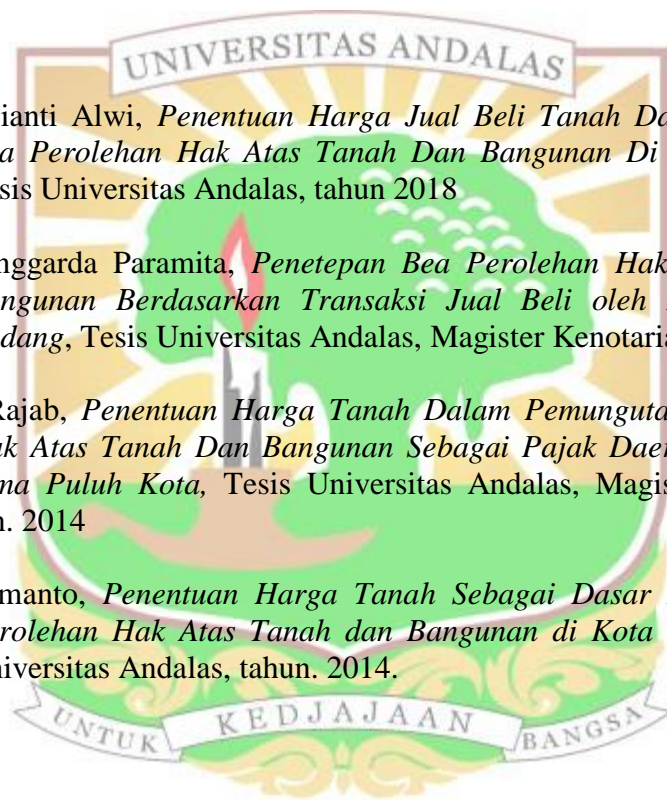 UNIVERSITAS ANDALAS
ianti Alwi, Penentuan Harga Jual Beli Tanah Da
a Perolehan Hak Atas Tanah Dan Bangunan Di
sis Universitas Andalas, tahun 2018
nggarda Paramita, Penetepan Bea Perolehan Hak
ngunan Berdasarkan Transaksi Jual Beli oleh
dang, Tesis Universitas Andalas, Magister Kenotaria
Rajab, Penentuan Harga Tanah Dalam Pemunguta
ak Atas Tanah Dan Bangunan Sebagai Pajak Daer
ma Puluh Kota, Tesis Universitas Andalas, Magis
n. 2014
manto, Penentuan Harga Tanah Sebagai Dasar
rolehan Hak Atas Tanah dan Bangunan di Kota
niversitas Andalas, tahun. 2014.
UNTUK KEDJAJAAN BANGSA